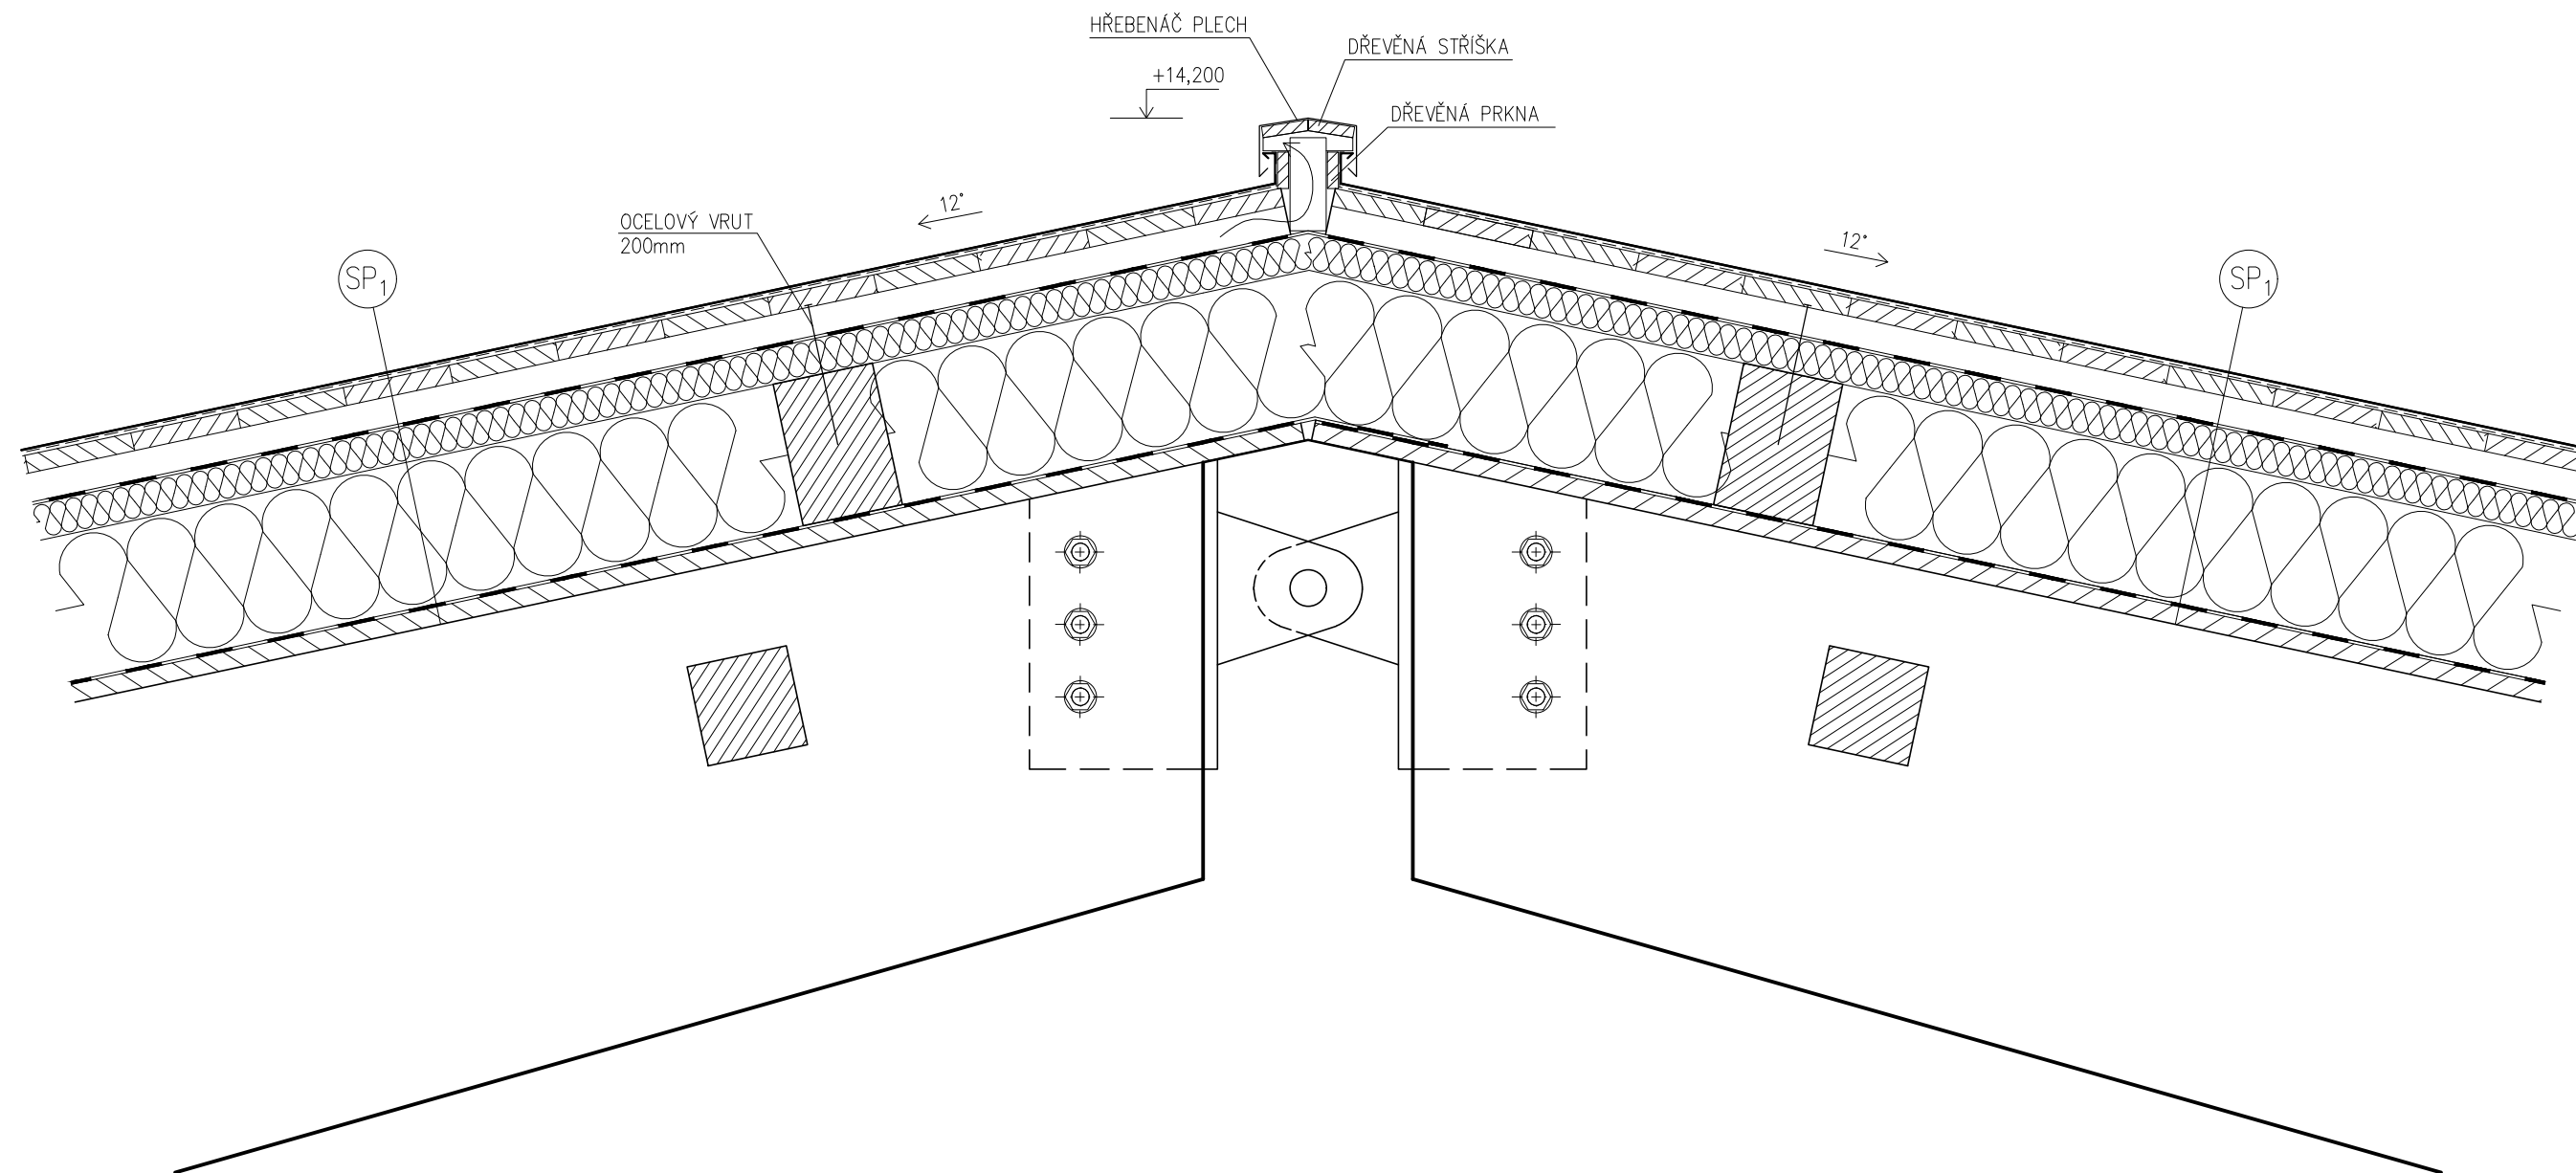 HŘEBENÁČ PLECH
DŘEVĚNÁ STŘÍŠKA
+14,200
DŘEVĚNÁ PRKNA
12°
OCELOVÝ VRUT
200mm
12°
SP₁
SP₁